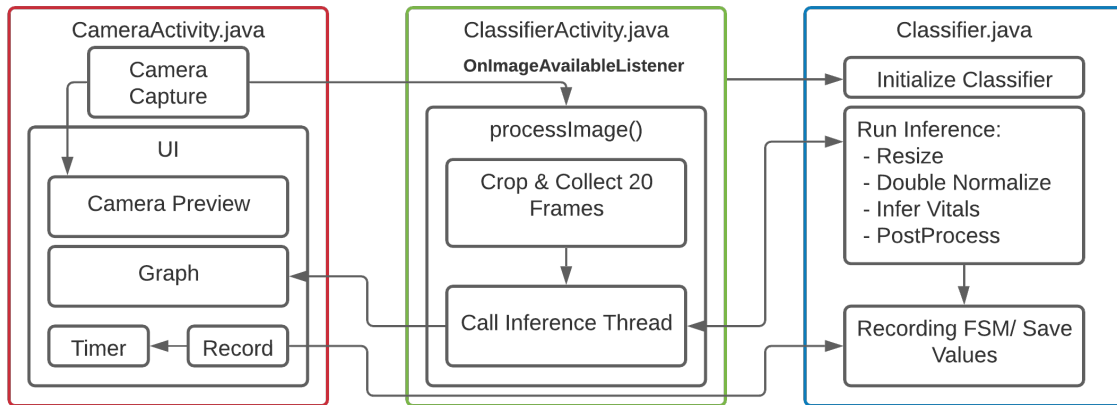 CameraActivity.java
Camera
Capture
UI
Camera Preview
Graph
Timer
Record
ClassifierActivity.java
OnImageAvailableListener
processImage()
Crop & Collect 20
Frames
Call Inference Thread
Classifier.java
Initialize Classifier
Run Inference:
- Resize
- Double Normalize
- Infer Vitals
- PostProcess
Recording FSM/ Save
Values